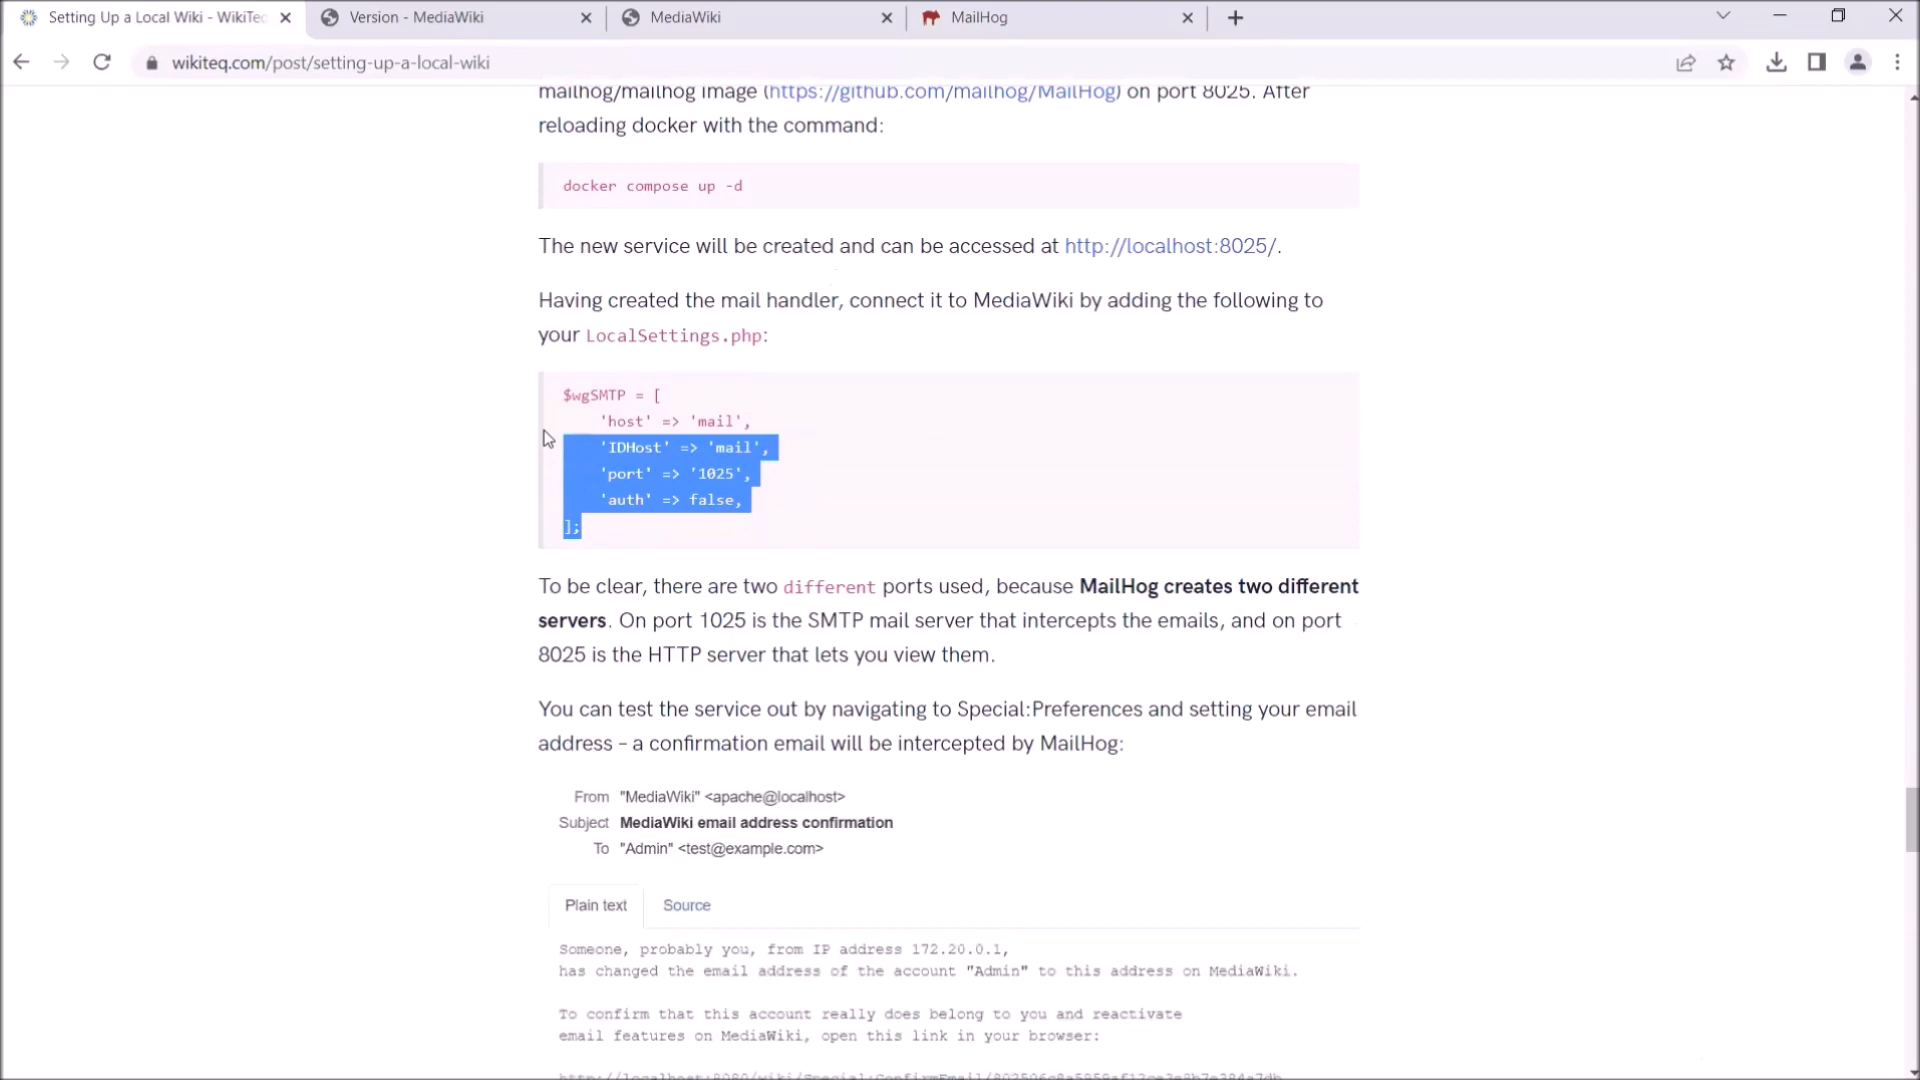 Setting Up a Local Wiki - WikiTec
Version - MediaWiki
MediaWiki
MailHog
wikiteq.com/post/setting-up-a-local-wiki
mailhog/mailhog image (https://github.com/mailhog/MailHog) on port 8025. After
reloading docker with the command:
docker compose up -d
The new service will be created and can be accessed at http://localhost:8025/.
Having created the mail handler, connect it to MediaWiki by adding the following to
your LocalSettings.php:
$wgSMTP = [
'host' => 'mail',
'IDHost' => 'mail',
'port' => '1025',
'auth' => false,
];
To be clear, there are two different ports used, because MailHog creates two different
servers. On port 1025 is the SMTP mail server that intercepts the emails, and on port
8025 is the HTTP server that lets you view them.
You can test the service out by navigating to Special:Preferences and setting your email
address – a confirmation email will be intercepted by MailHog:
From "MediaWiki" <apache@localhost>
Subject MediaWiki email address confirmation
To "Admin" <test@example.com>
Plain text Source
Someone, probably you, from IP address 172.20.0.1,
has changed the email address of the account "Admin" to this address on MediaWiki.
To confirm that this account really does belong to you and reactivate
email features on MediaWiki, open this link in your browser: